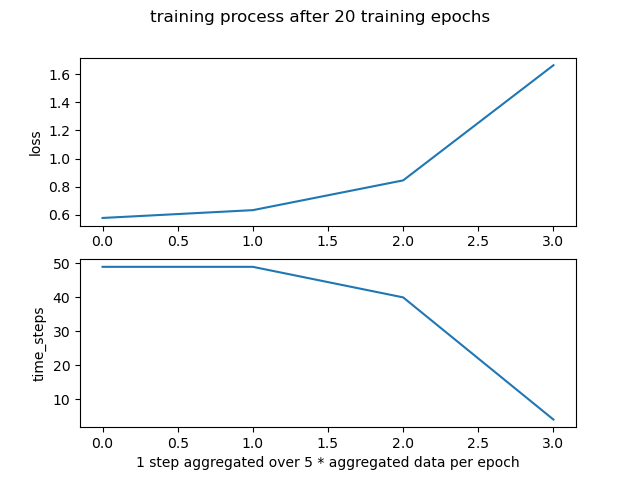 training process after 20 training epochs
1.6
1.4
1.2
1.0
0.8
0.6
loss
0.0 0.5 1.0 1.5 2.0 2.5 3.0
50
40
30
20
10
time_steps
0.0 0.5 1.0 1.5 2.0 2.5 3.0
1 step aggregated over 5 * aggregated data per epoch